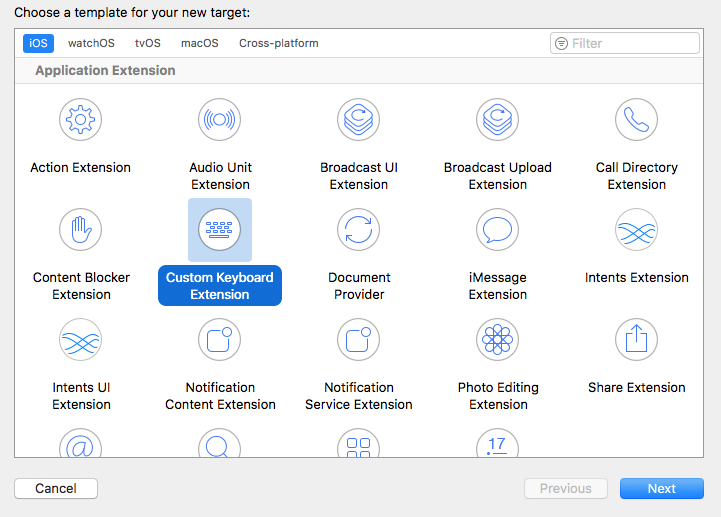 Choose a template for your new target:
iOS watchOS tvOS macOS Cross-platform Filter
Application Extension
Action Extension
Audio Unit
Extension
Broadcast UI
Extension
Broadcast Upload
Extension
Call Directory
Extension
Content Blocker
Extension
Custom Keyboard
Extension
Document
Provider
iMessage
Extension
Intents Extension
Intents UI
Extension
Notification
Content Extension
Notification
Service Extension
Photo Editing
Extension
Share Extension
@
17
Cancel Previous Next